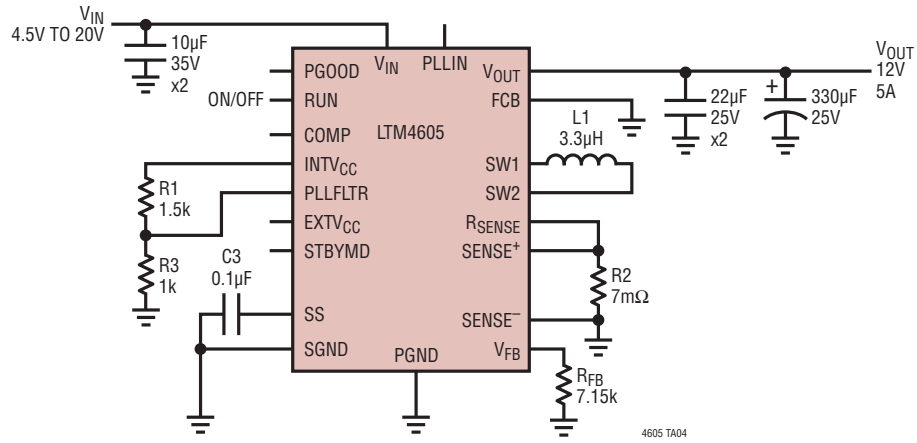 VIN
4.5V TO 20V
10µF
35V
x2
VIN
PLLIN
PGOOD
RUN
ON/OFF
COMP
INTVCC
PLLFLTR
EXTVCC
STBYMD
SS
SGND
PGND
LTM4605
VOUT
FCB
SW1
SW2
RSENSE
SENSE+
SENSE–
VFB
R1
1.5k
R3
1k
C3
0.1µF
L1
3.3µH
R2
7mΩ
RFB
7.15k
22µF
25V
x2
+
330µF
25V
VOUT
12V
5A
4605 TA04